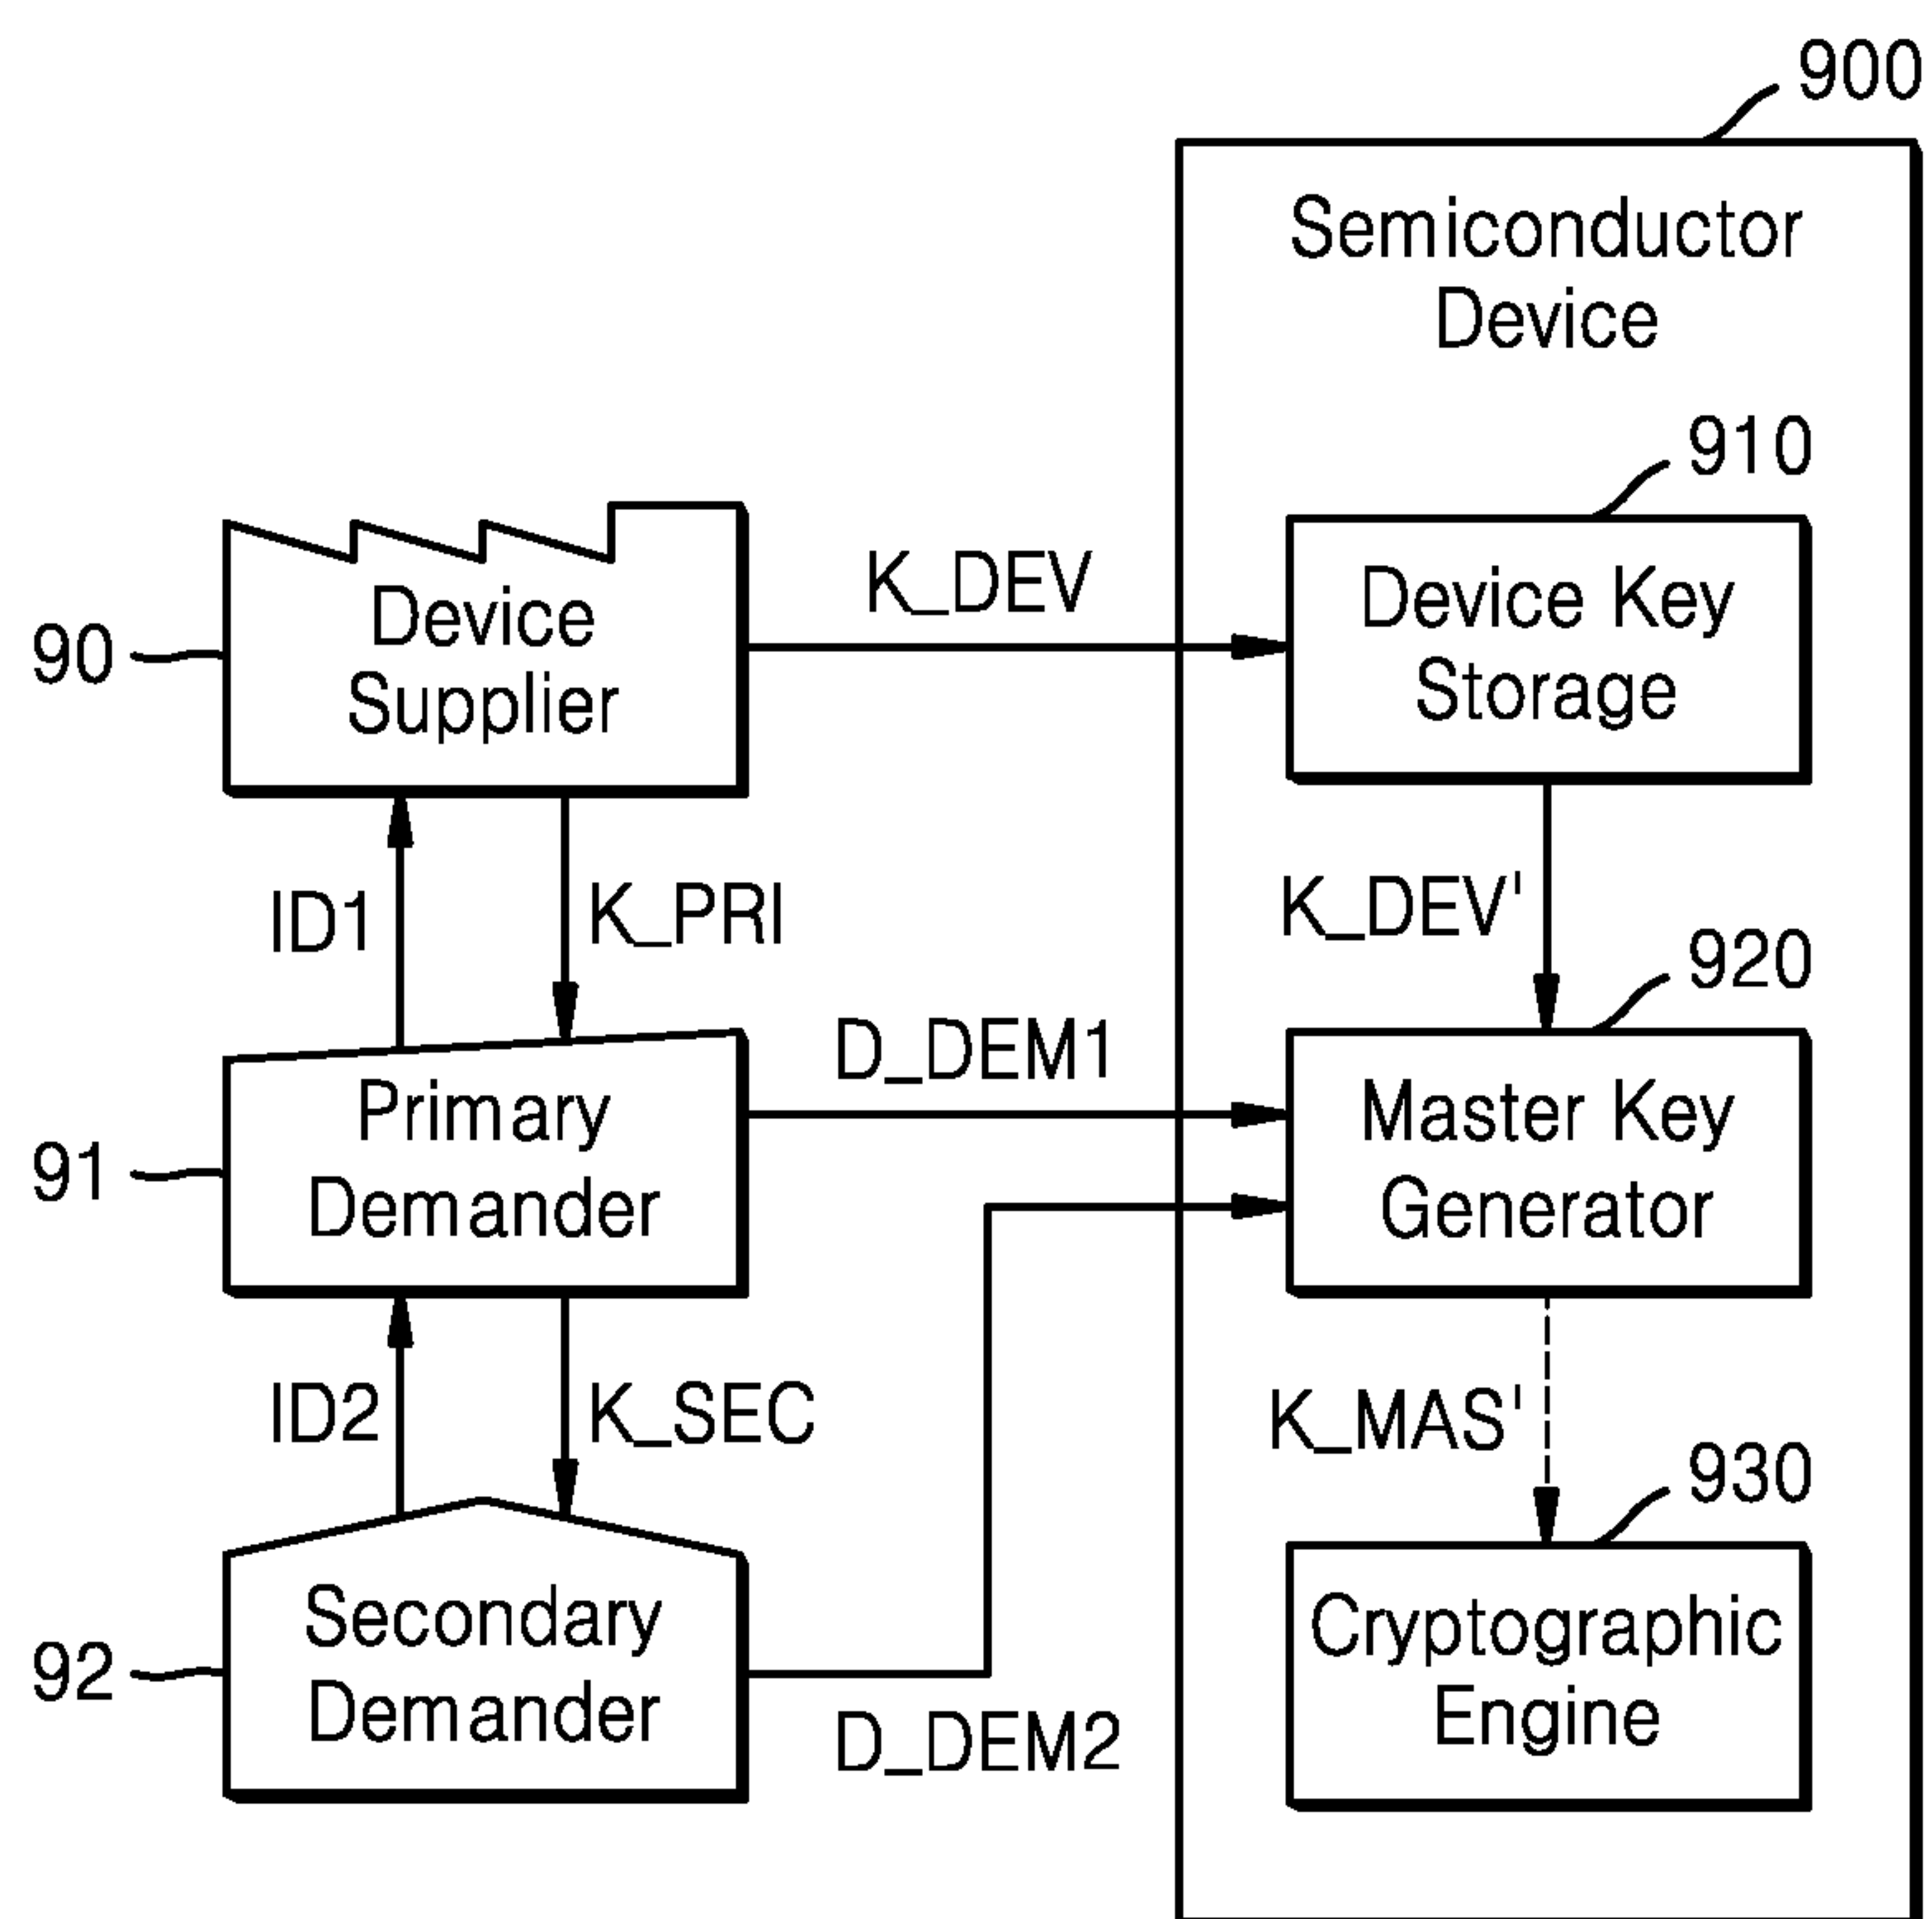 900
Semiconductor
Device
910
Device Key
Storage
K_DEV
90
Device
Supplier
ID1
K_PRI
K_DEV'
920
D_DEM1
91
Primary
Demander
Master Key
Generator
ID2
K_SEC
K_MAS'
930
92
Secondary
Demander
D_DEM2
Cryptographic
Engine